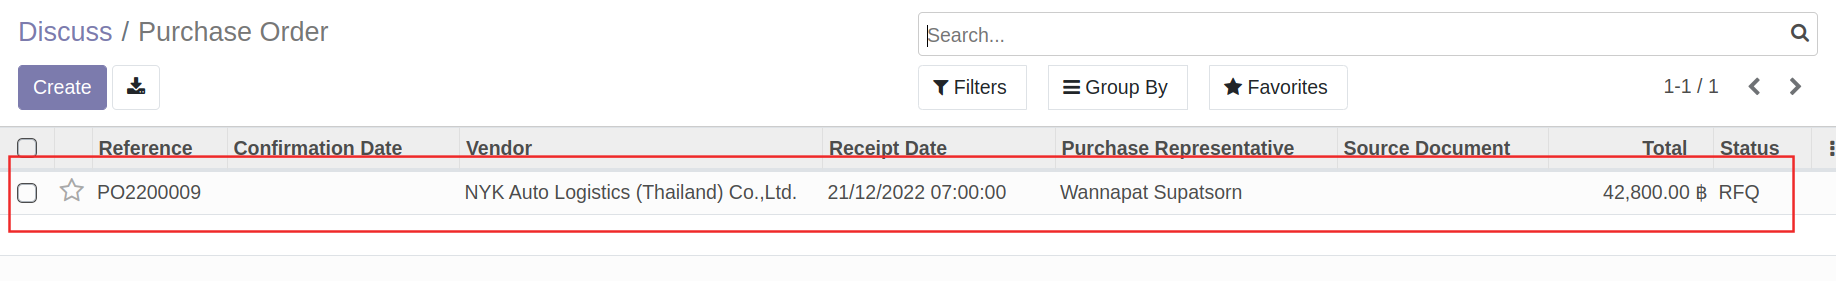 Discuss / Purchase Order
Search...
Create
Filters Group By Favorites 1-1 / 1
Reference Confirmation Date Vendor Receipt Date Purchase Representative Source Document Total Status
PO2200009 NYK Auto Logistics (Thailand) Co.,Ltd. 21/12/2022 07:00:00 Wannapat Supatsorn 42,800.00 ฿ RFQ